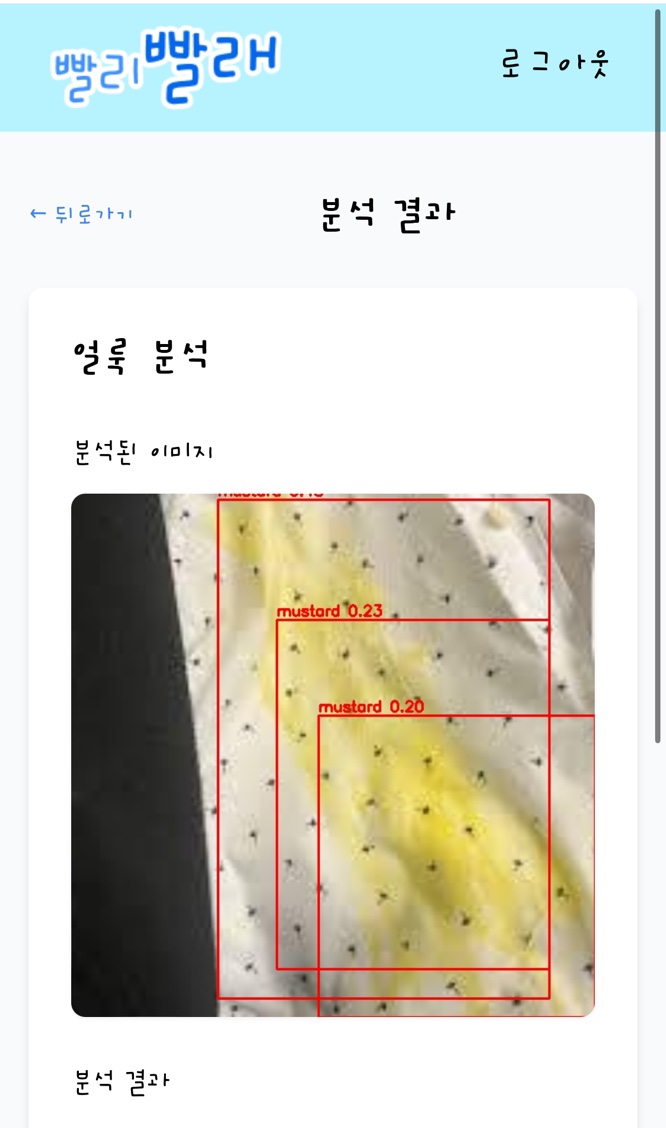 빨리빨래
로그아웃
← 뒤로가기
분석 결과
얼룩 분석
분석된 이미지
mustard
mustard 0.23
mustard 0.20
분석 결과